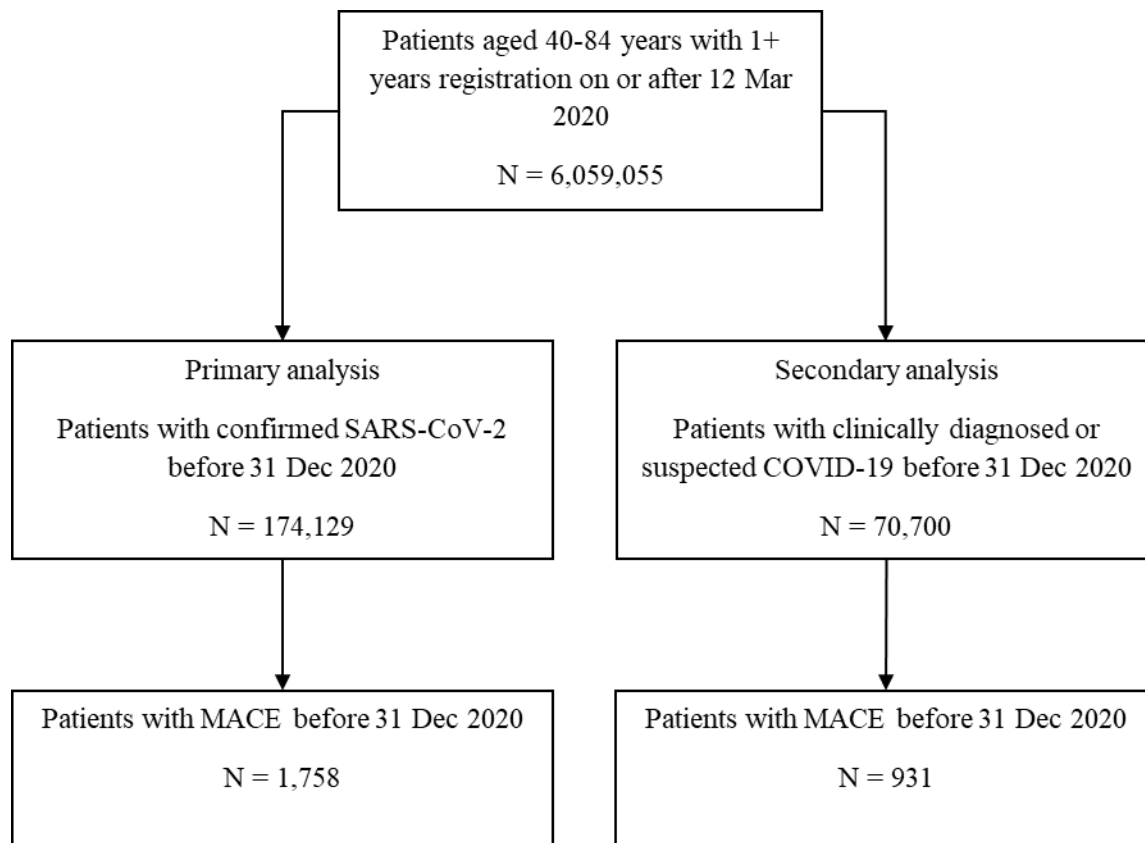 Patients aged 40-84 years with 1+
years registration on or after 12 Mar
2020
N = 6,059,055
Primary analysis
Patients with confirmed SARS-CoV-2
before 31 Dec 2020
N = 174,129
Secondary analysis
Patients with clinically diagnosed or
suspected COVID-19 before 31 Dec 2020
N = 70,700
Patients with MACE before 31 Dec 2020
N = 1,758
Patients with MACE before 31 Dec 2020
N = 931